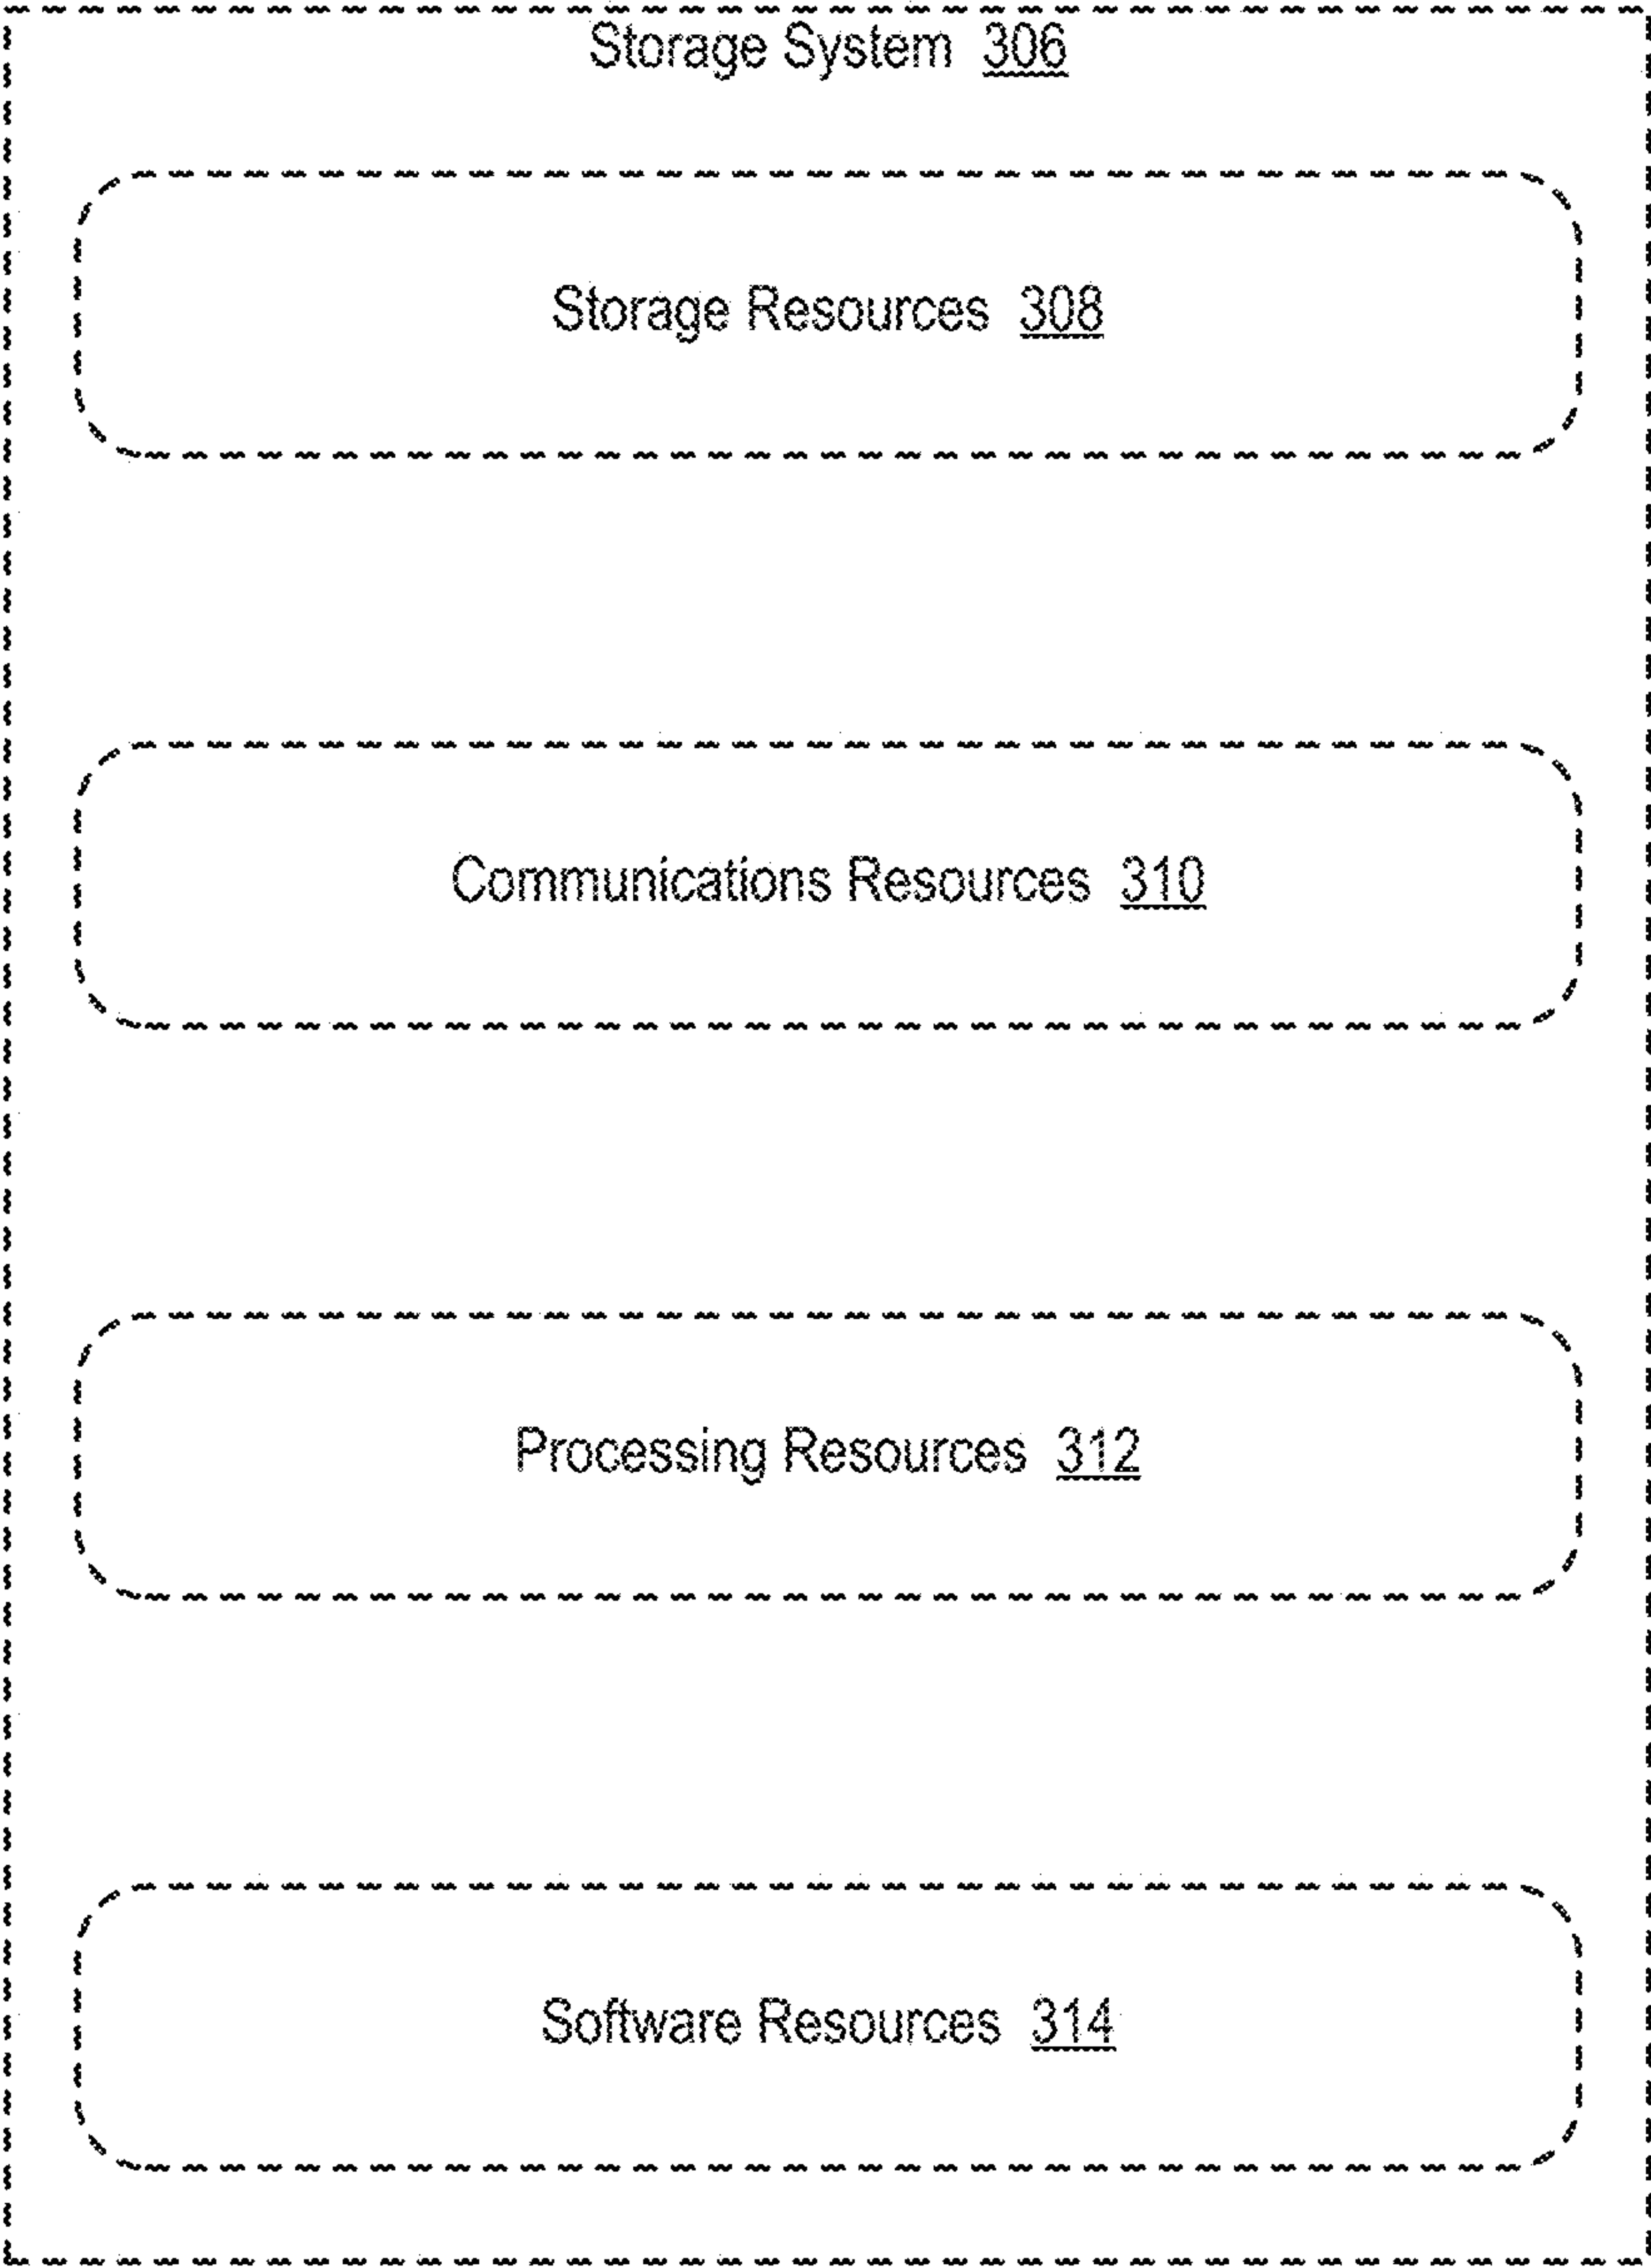 Storage System 306
Storage Resources 308
Communications Resources 310
Processing Resources 312
Software Resources 314